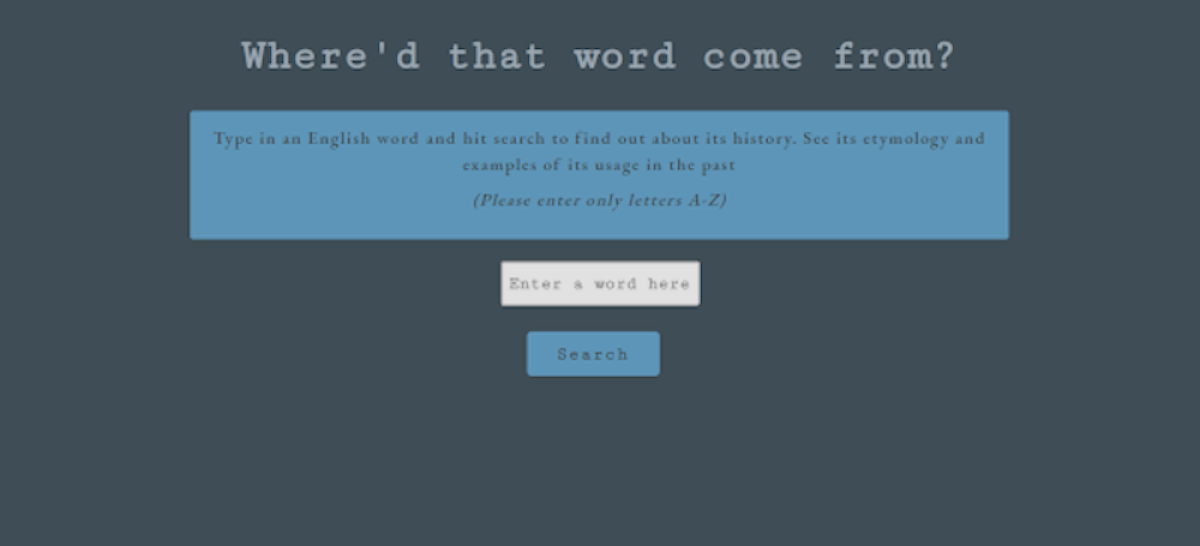 Where'd that word come from?
Type in an English word and hit search to find out about its history. See its etymology and
examples of its usage in the past
(Please enter only letters A-Z)
Enter a word here
Search